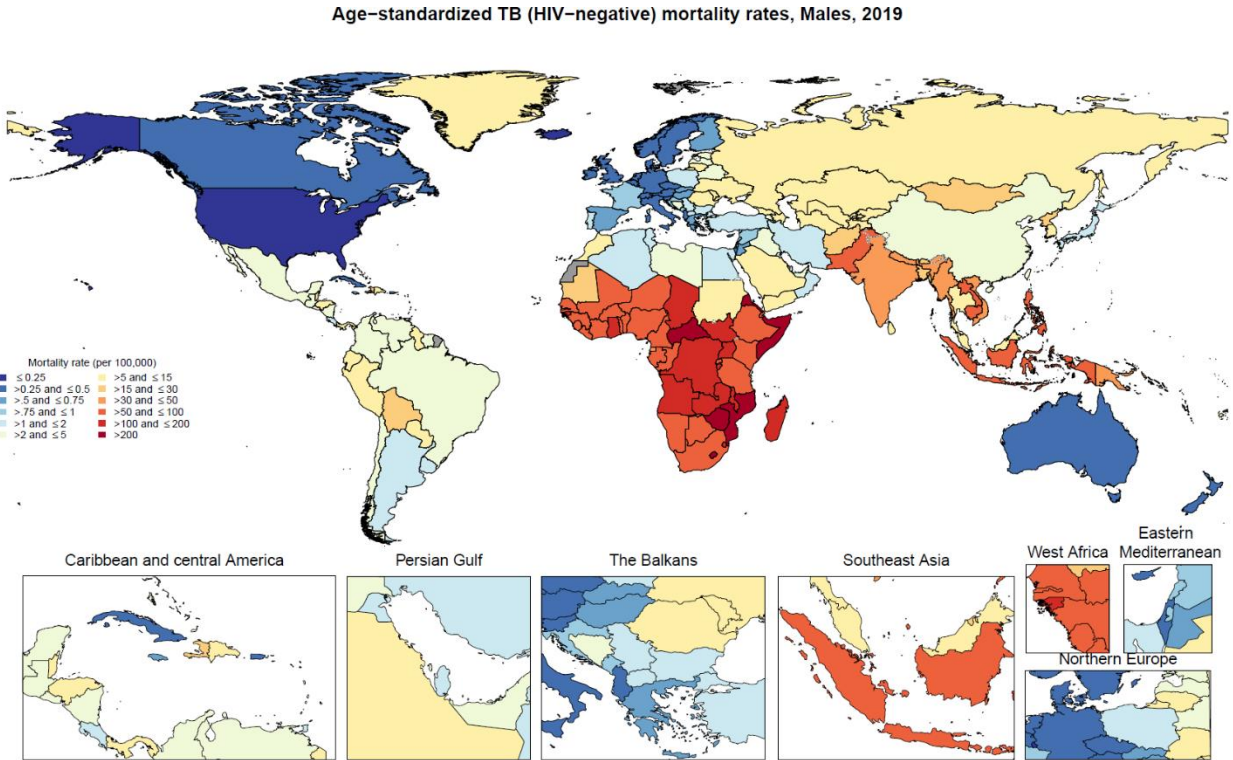 Age−standardized TB (HIV−negative) mortality rates, Males, 2019
Mortality rate (per 100,000)
≤ 0.25
>0.25 and ≤ 0.5
>.5 and ≤ 0.75
>.75 and ≤ 1
>1 and ≤ 2
>2 and ≤ 5
>5 and ≤ 15
>15 and ≤ 30
>30 and ≤ 50
>50 and ≤ 100
>100 and ≤ 200
>200
Caribbean and central America
Persian Gulf
The Balkans
Southeast Asia
West Africa
Eastern
Mediterranean
Northern Europe